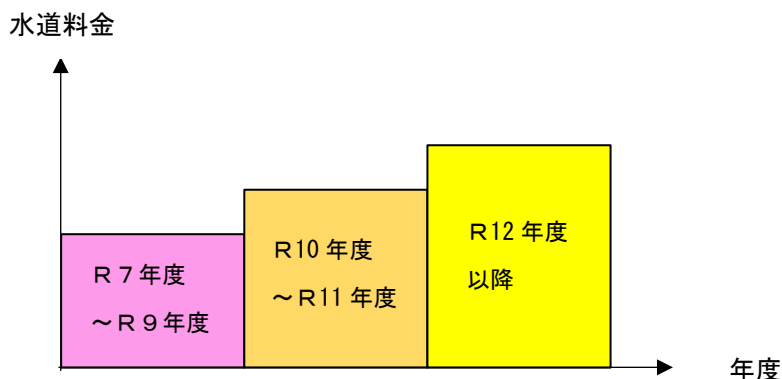 水道料金
Ｒ７年度
～Ｒ９年度
Ｒ10 年度
～Ｒ11 年度
Ｒ12 年度
以降
年度